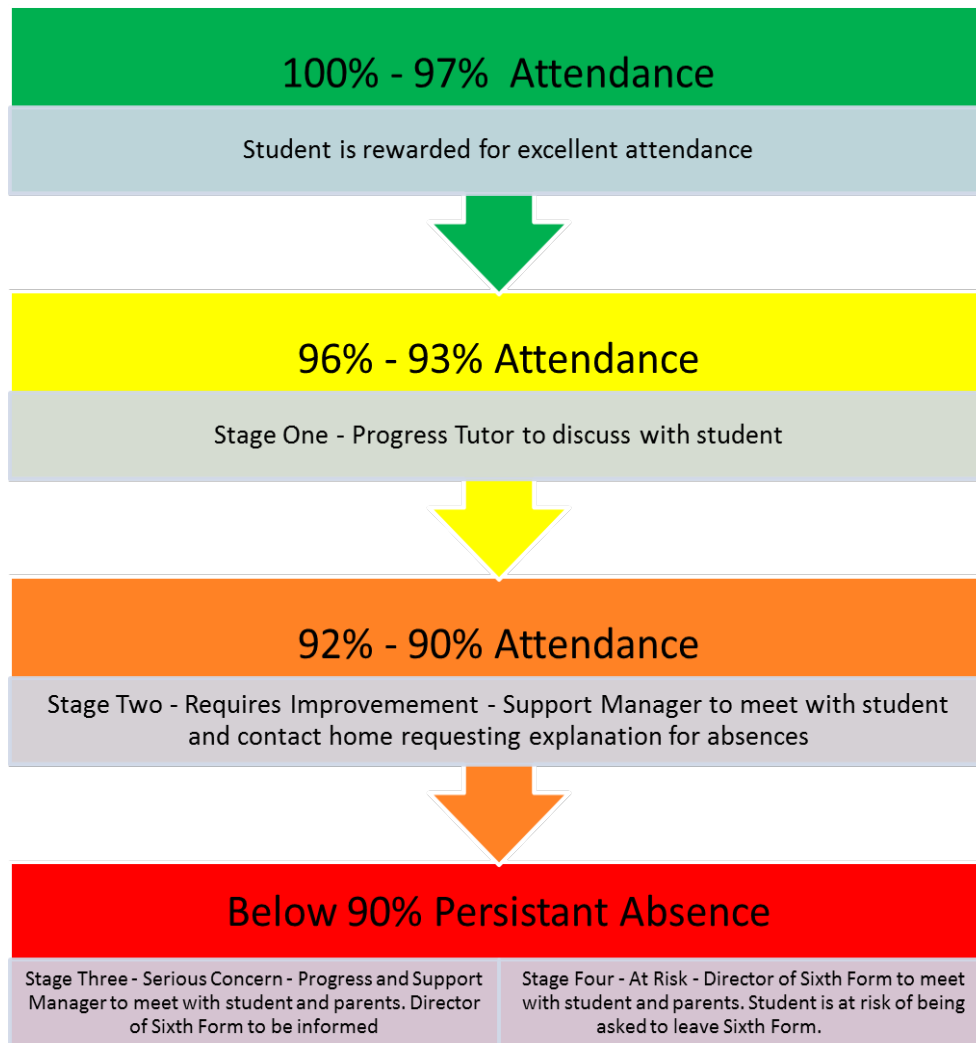 100% - 97%  Attendance
Student is rewarded for excellent attendance
96% - 93% Attendance
Stage One - Progress Tutor to discuss with student
92% - 90% Attendance
Stage Two - Requires Improvemement - Support Manager to meet with student
and contact home requesting explanation for absences
Below 90% Persistant Absence
Stage Three - Serious Concern - Progress and Support
Manager to meet with student and parents. Director
of Sixth Form to be informed
Stage Four - At Risk - Director of Sixth Form to meet
with student and parents. Student is at risk of being
asked to leave Sixth Form.